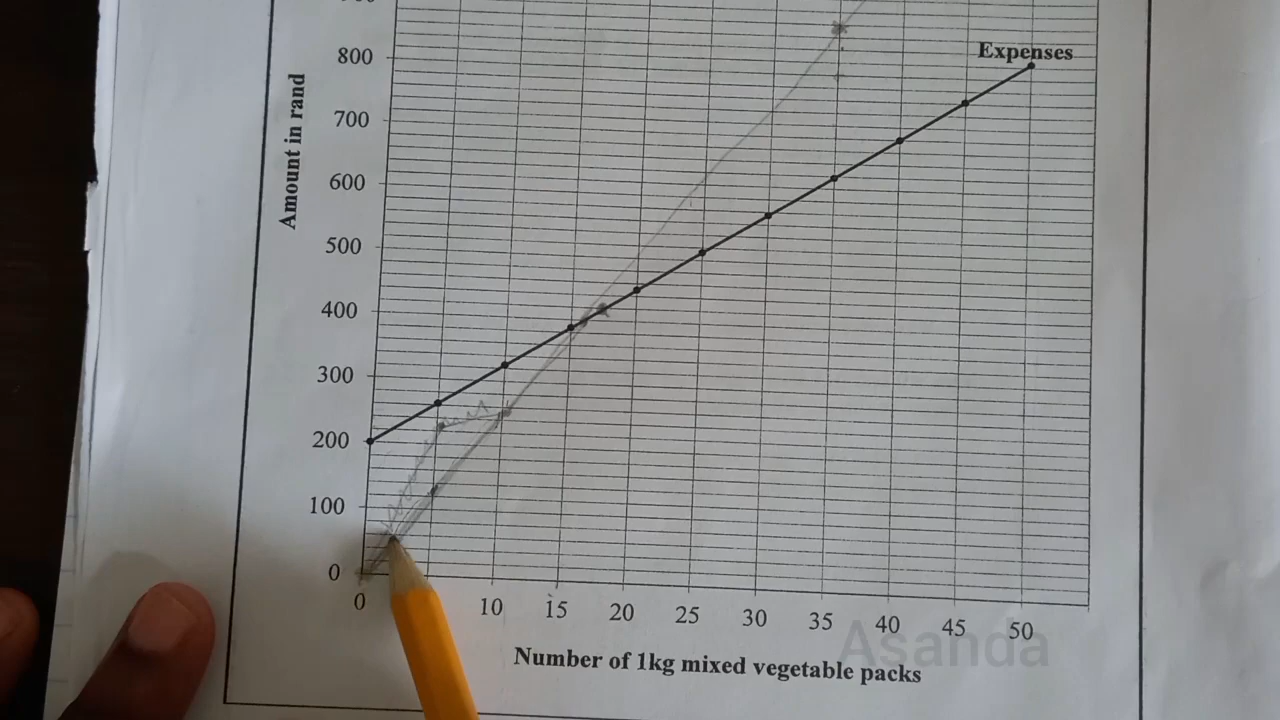 800
Expenses
700
600
500
400
300
200
100
0
Amount in rand
0 10 15 20 25 30 35 40 45 50
Number of 1kg mixed vegetable packs
Asanda